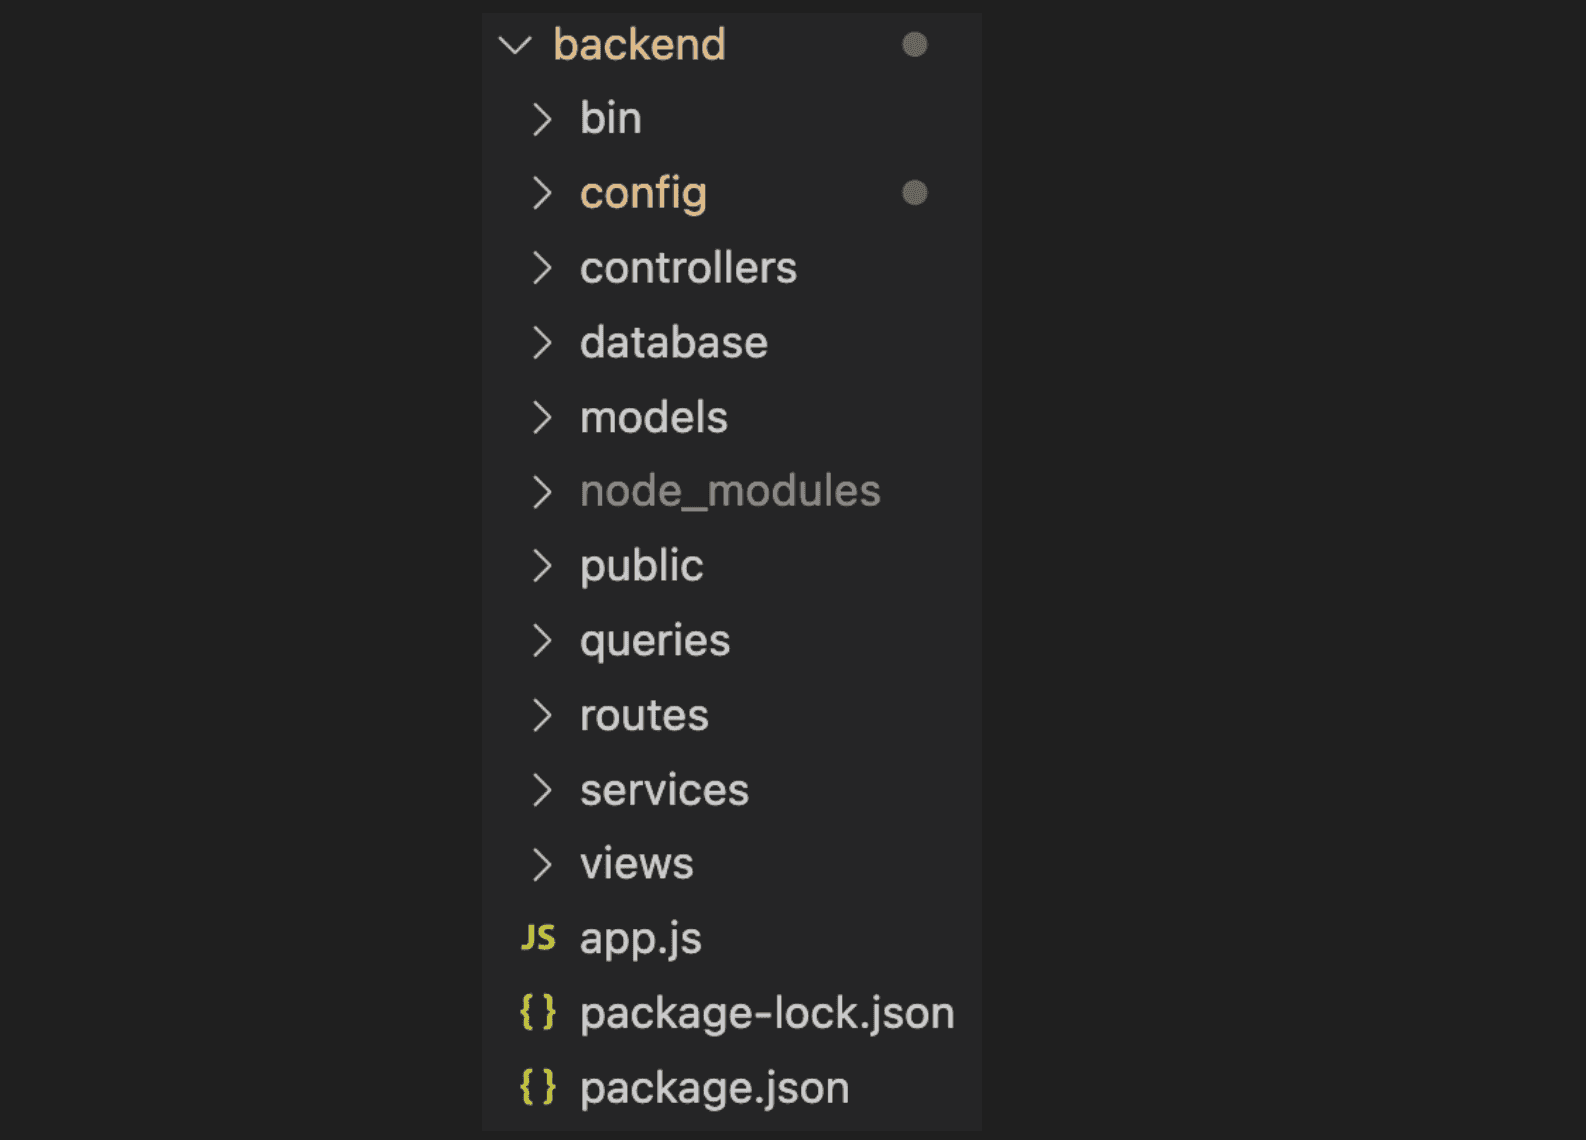 backend
bin
config
controllers
database
models
node_modules
public
queries
routes
services
views
JS app.js
{} package-lock.json
{} package.json